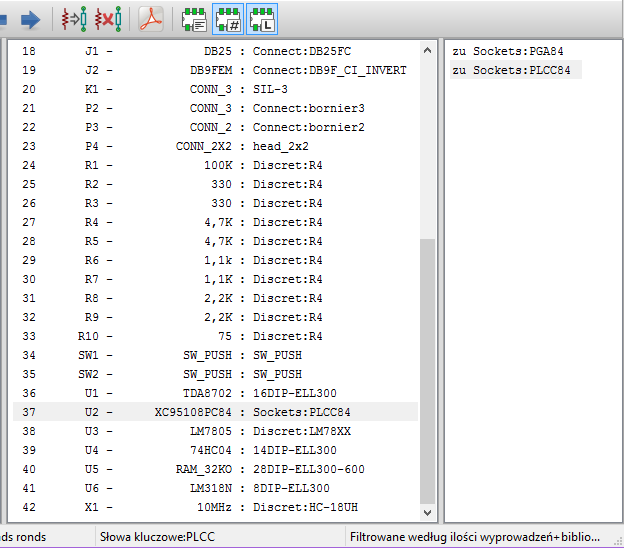 18 J1 - DB25 : Connect:DB25FC
19 J2 - DB9FEM : Connect:DB9F_CI_INVERT
20 K1 - CONN_3 : SIL-3
21 P2 - CONN_3 : Connect:bornier3
22 P3 - CONN_2 : Connect:bornier2
23 P4 - CONN_2X2 : head_2x2
24 R1 - 100K : Discret:R4
25 R2 - 330 : Discret:R4
26 R3 - 330 : Discret:R4
27 R4 - 4,7K : Discret:R4
28 R5 - 4,7K : Discret:R4
29 R6 - 1,1k : Discret:R4
30 R7 - 1,1K : Discret:R4
31 R8 - 2,2K : Discret:R4
32 R9 - 2,2K : Discret:R4
33 R10 - 75 : Discret:R4
34 SW1 - SW_PUSH : SW_PUSH
35 SW2 - SW_PUSH : SW_PUSH
36 U1 - TDA8702 : 16DIP-ELL300
37 U2 - XC95108PC84 : Sockets:PLCC84
38 U3 - LM7805 : Discret:LM78XX
39 U4 - 74HC04 : 14DIP-ELL300
40 U5 - RAM_32KO : 28DIP-ELL300-600
41 U6 - LM318N : 8DIP-ELL300
42 X1 - 10MHz : Discret:HC-18UH
zu Sockets:PGA84
zu Sockets:PLCC84
ds ronds
Słowa kluczowe:PLCC
Filtrowane według ilości wyprowadzeń+biblio...